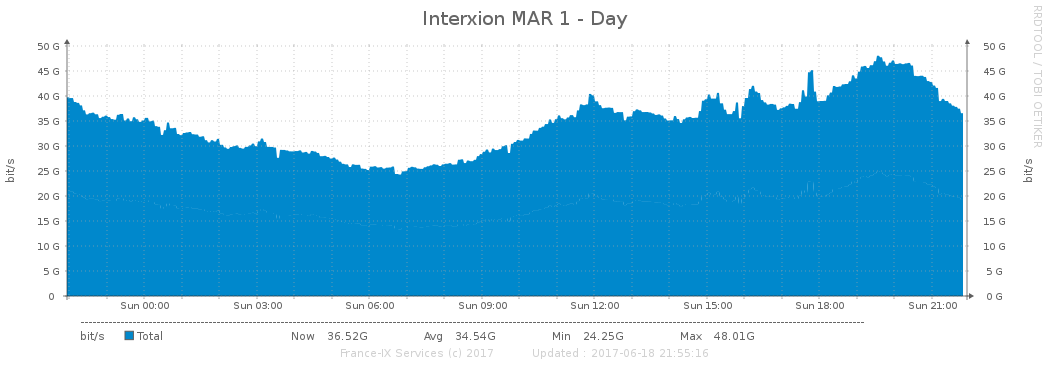 Interxion MAR 1 - Day
RRDTOOL / TOBI OETIKER
bit/s
50 G
45 G
40 G
35 G
30 G
25 G
20 G
15 G
10 G
5 G
0
50 G
45 G
40 G
35 G
30 G
25 G
20 G
15 G
10 G
5 G
0 G
bit/s
Sun 00:00 Sun 03:00 Sun 06:00 Sun 09:00 Sun 12:00 Sun 15:00 Sun 18:00 Sun 21:00
bit/s Total Now 36.52G Avg 34.54G Min 24.25G Max 48.01G
France-IX Services (c) 2017 Updated : 2017-06-18 21:55:16